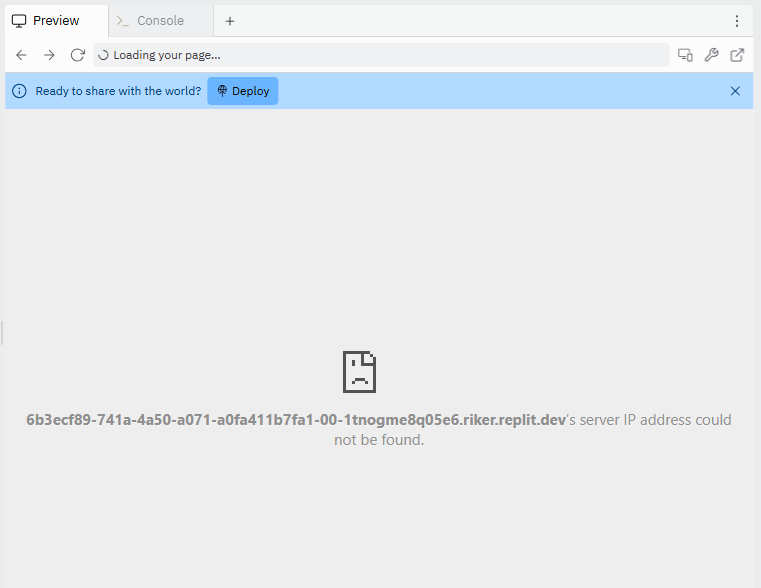 Preview
Console
Loading your page...
Ready to share with the world?
Deploy
6b3ecf89-741a-4a50-a071-a0fa411b7fa1-00-1tnogme8q05e6.riker.replit.dev's server IP address could
not be found.